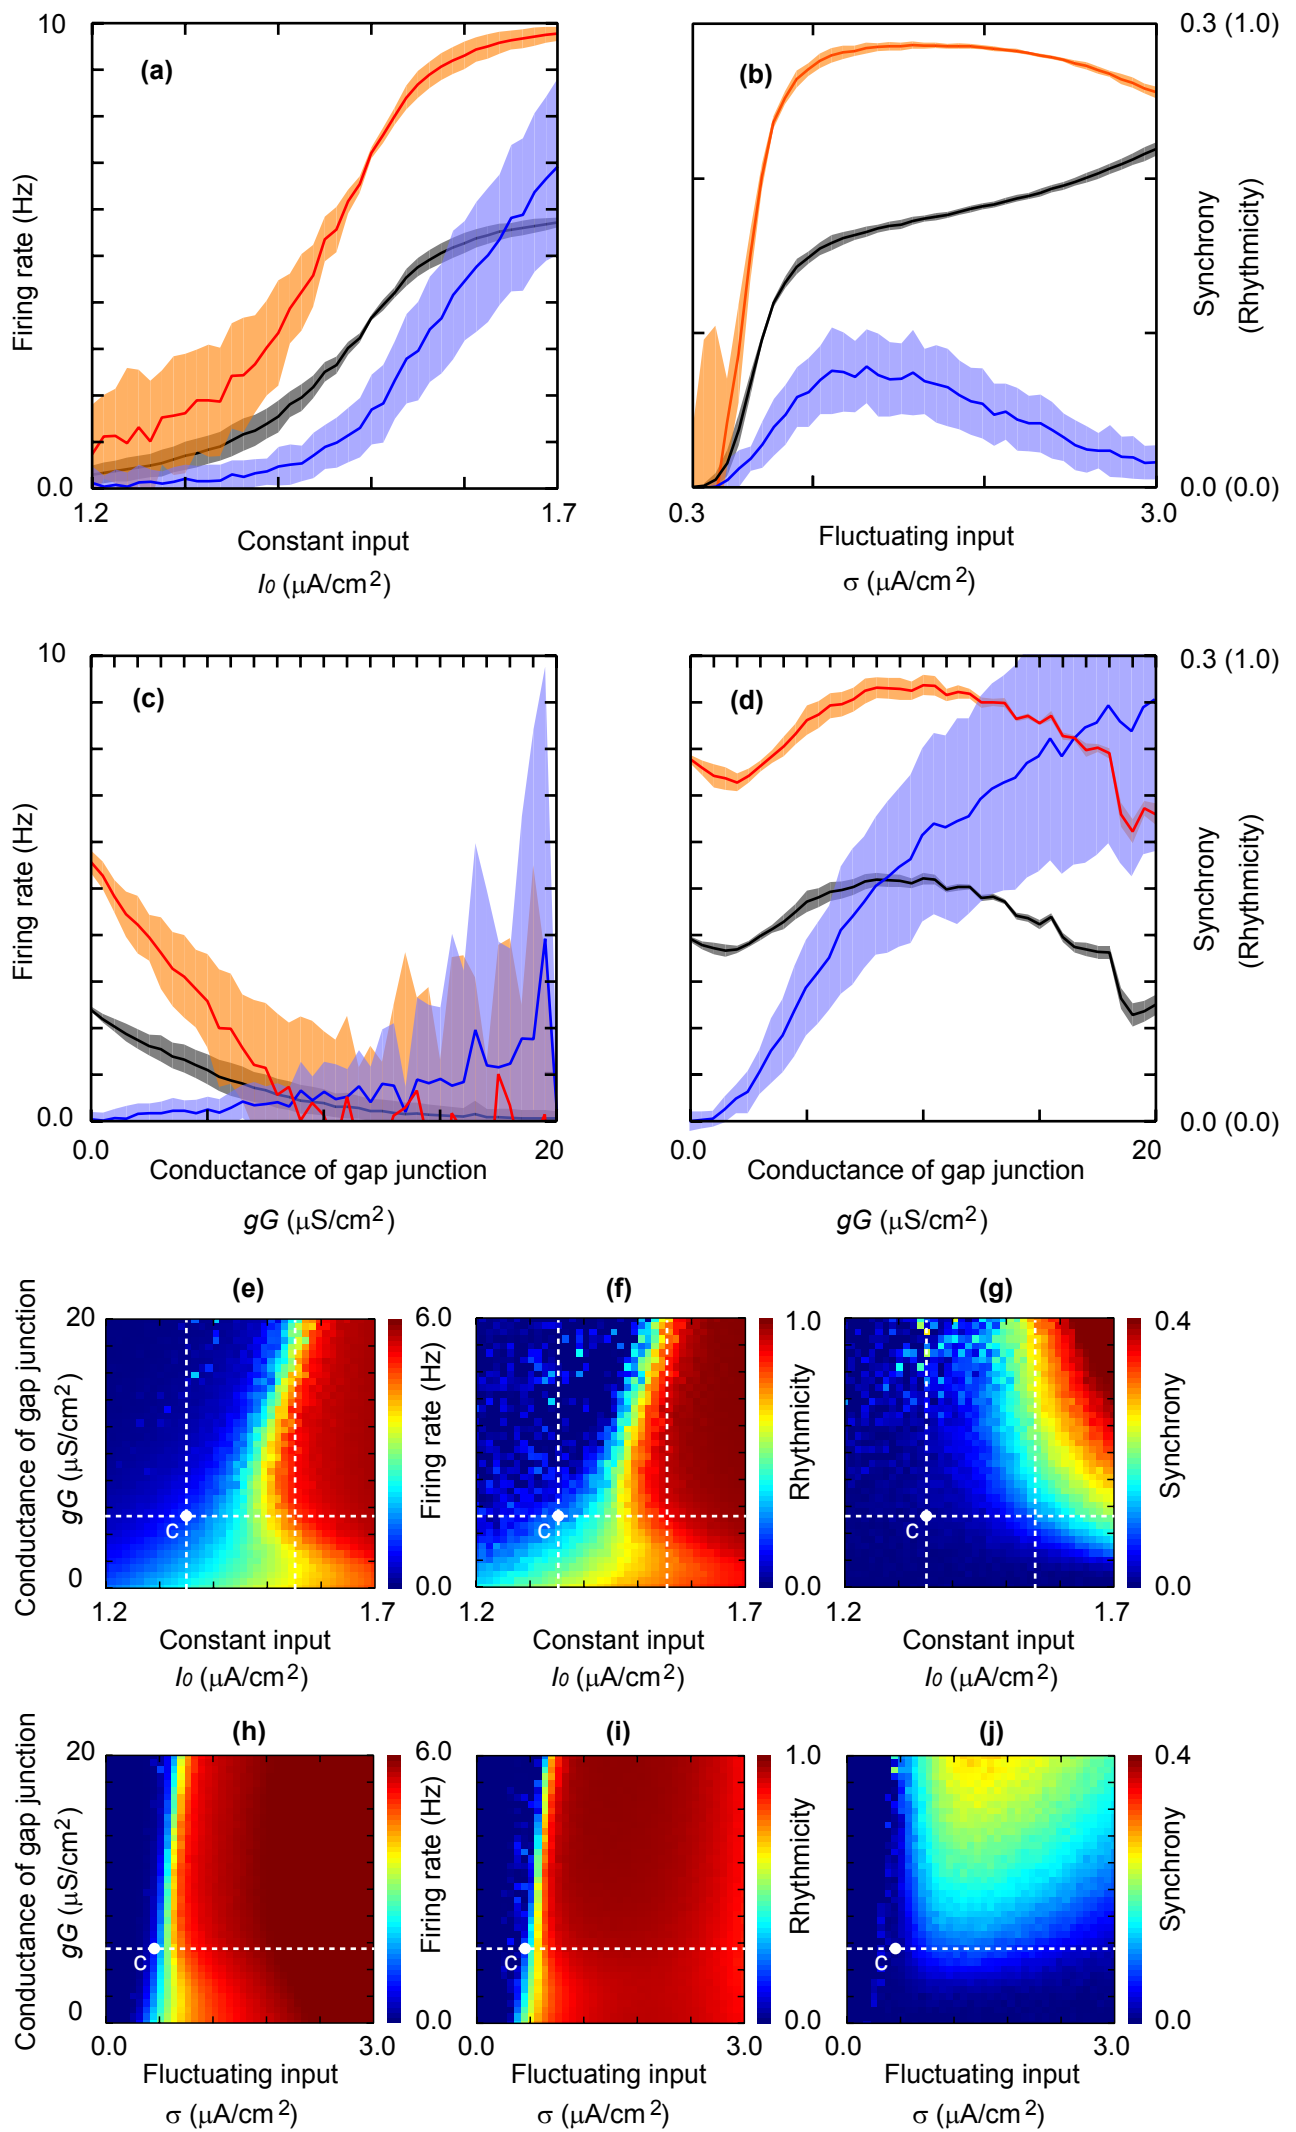 10
(a)
Firing rate (Hz)
0.0
1.2
1.7
Constant input
I0 (μA/cm2)
(b)
0.3 (1.0)
Synchrony
(Rhythmicity)
0.0 (0.0)
0.3
3.0
Fluctuating input
σ (μA/cm2)
10
(c)
Firing rate (Hz)
0.0
0.0
20
Conductance of gap junction
gG (μS/cm2)
(d)
0.3 (1.0)
Synchrony
(Rhythmicity)
0.0 (0.0)
0.0
20
Conductance of gap junction
gG (μS/cm2)
(e)
Conductance of gap junction
gG (μS/cm2)
20
0
c
1.2
1.7
Constant input
I0 (μA/cm2)
6.0
Firing rate (Hz)
0.0
(f)
c
1.2
1.7
Constant input
I0 (μA/cm2)
1.0
Rhythmicity
0.0
(g)
c
1.2
1.7
Constant input
I0 (μA/cm2)
0.4
Synchrony
0.0
(h)
Conductance of gap junction
gG (μS/cm2)
20
0
c
0.0
3.0
Fluctuating input
σ (μA/cm2)
6.0
Firing rate (Hz)
0.0
(i)
c
0.0
3.0
Fluctuating input
σ (μA/cm2)
1.0
Rhythmicity
0.0
(j)
c
0.0
3.0
Fluctuating input
σ (μA/cm2)
0.4
Synchrony
0.0